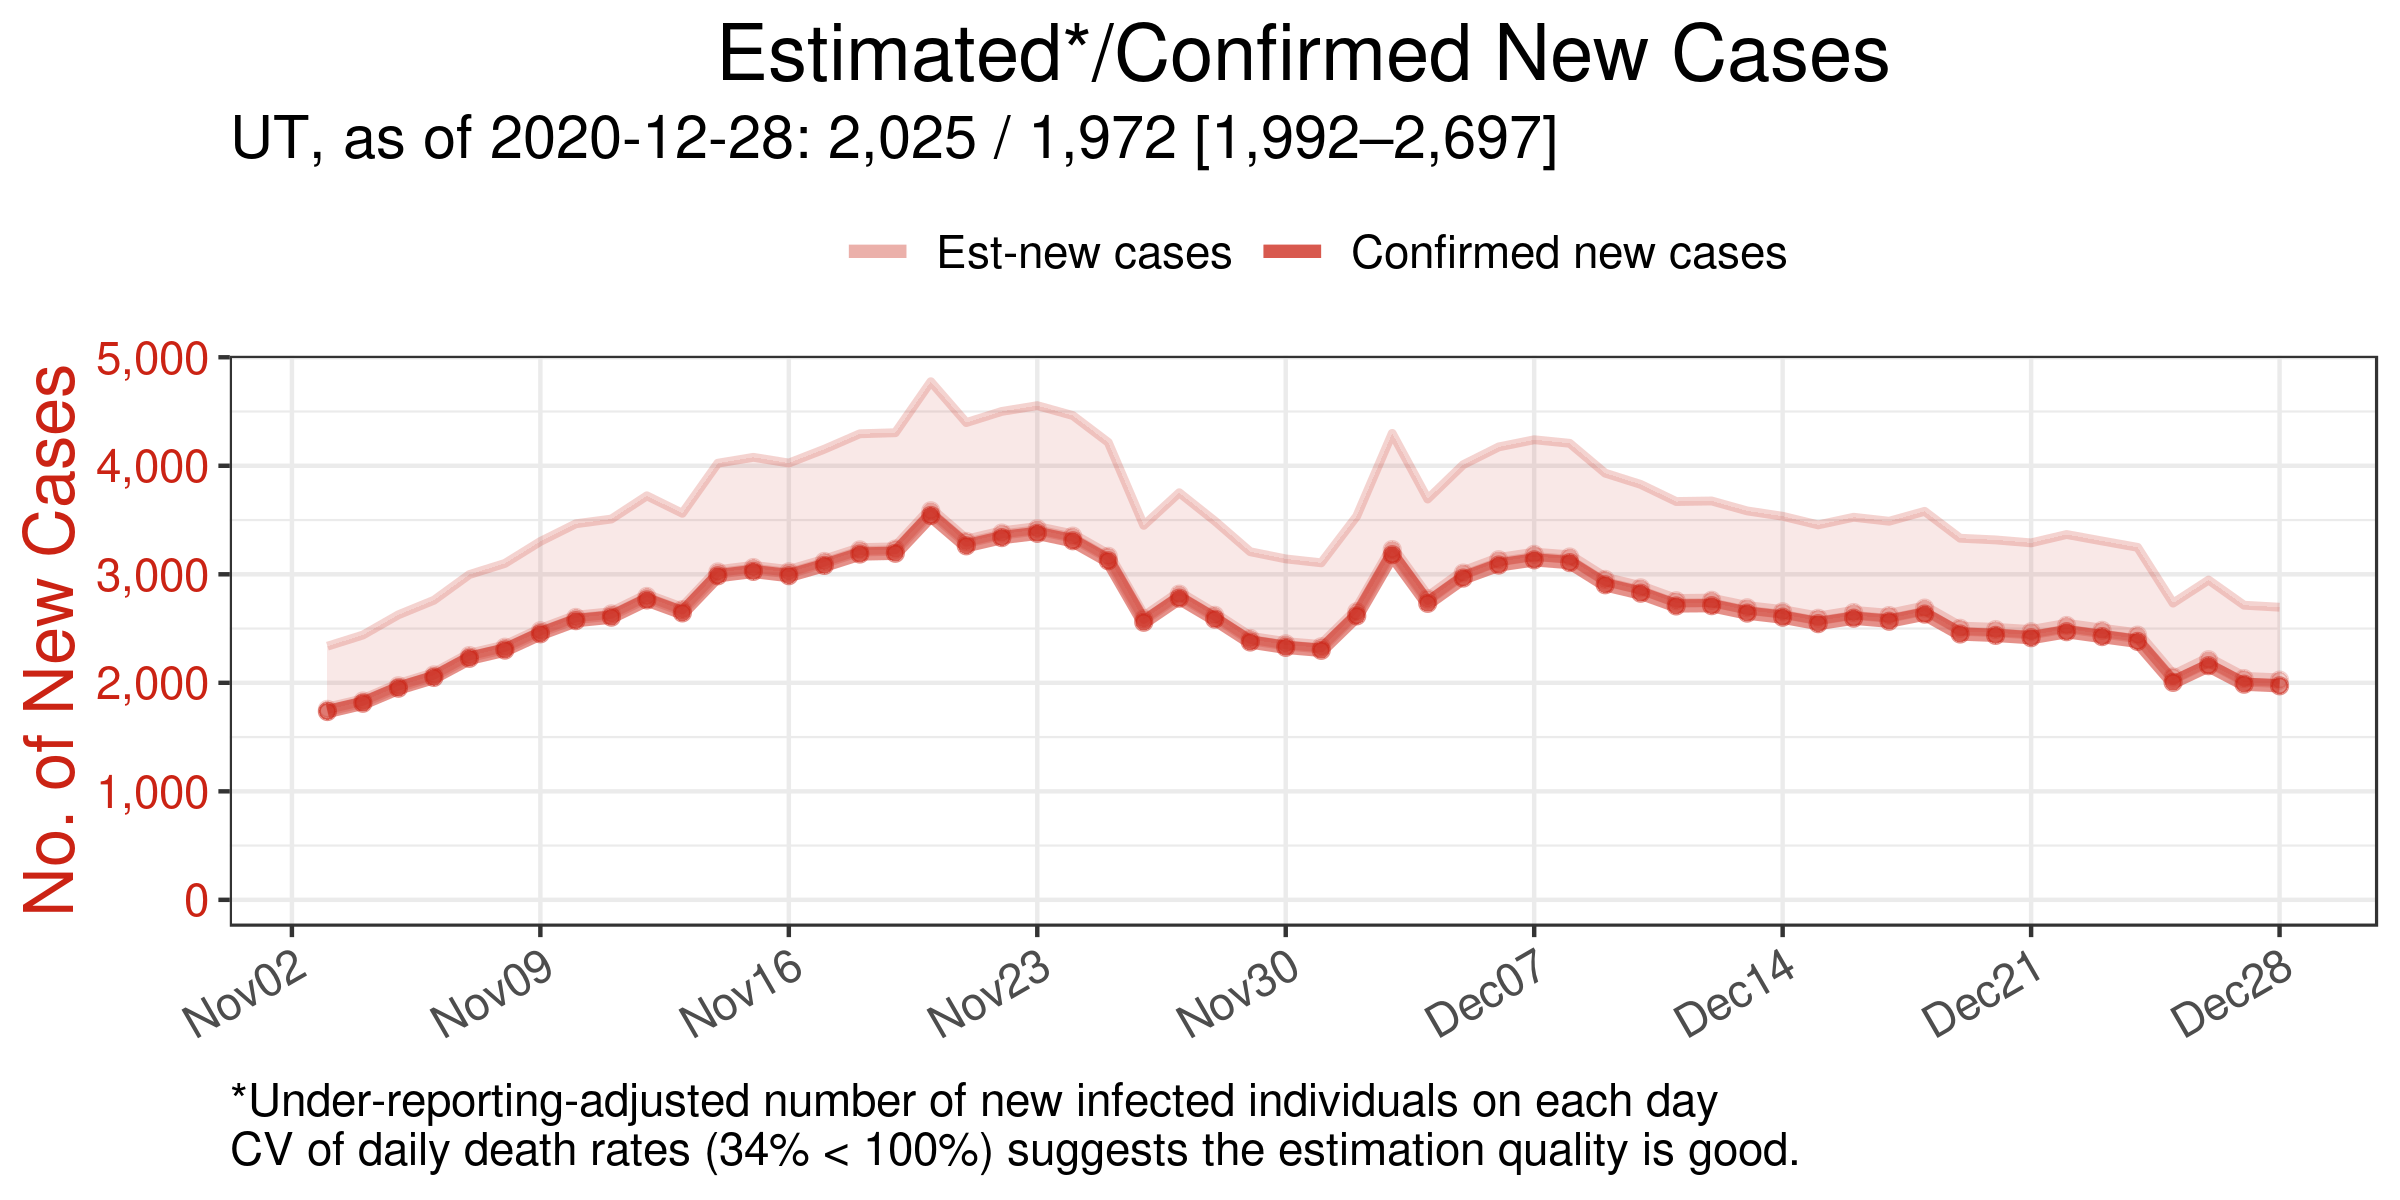 Estimated*/Confirmed New Cases
UT, as of 2020-12-28: 2,025 / 1,972 [1,992–2,697]
Est-new cases Confirmed new cases
No. of New Cases
5,000
4,000
3,000
2,000
1,000
0
Nov02 Nov09 Nov16 Nov23 Nov30 Dec07 Dec14 Dec21 Dec28
*Under-reporting-adjusted number of new infected individuals on each day
CV of daily death rates (34% < 100%) suggests the estimation quality is good.